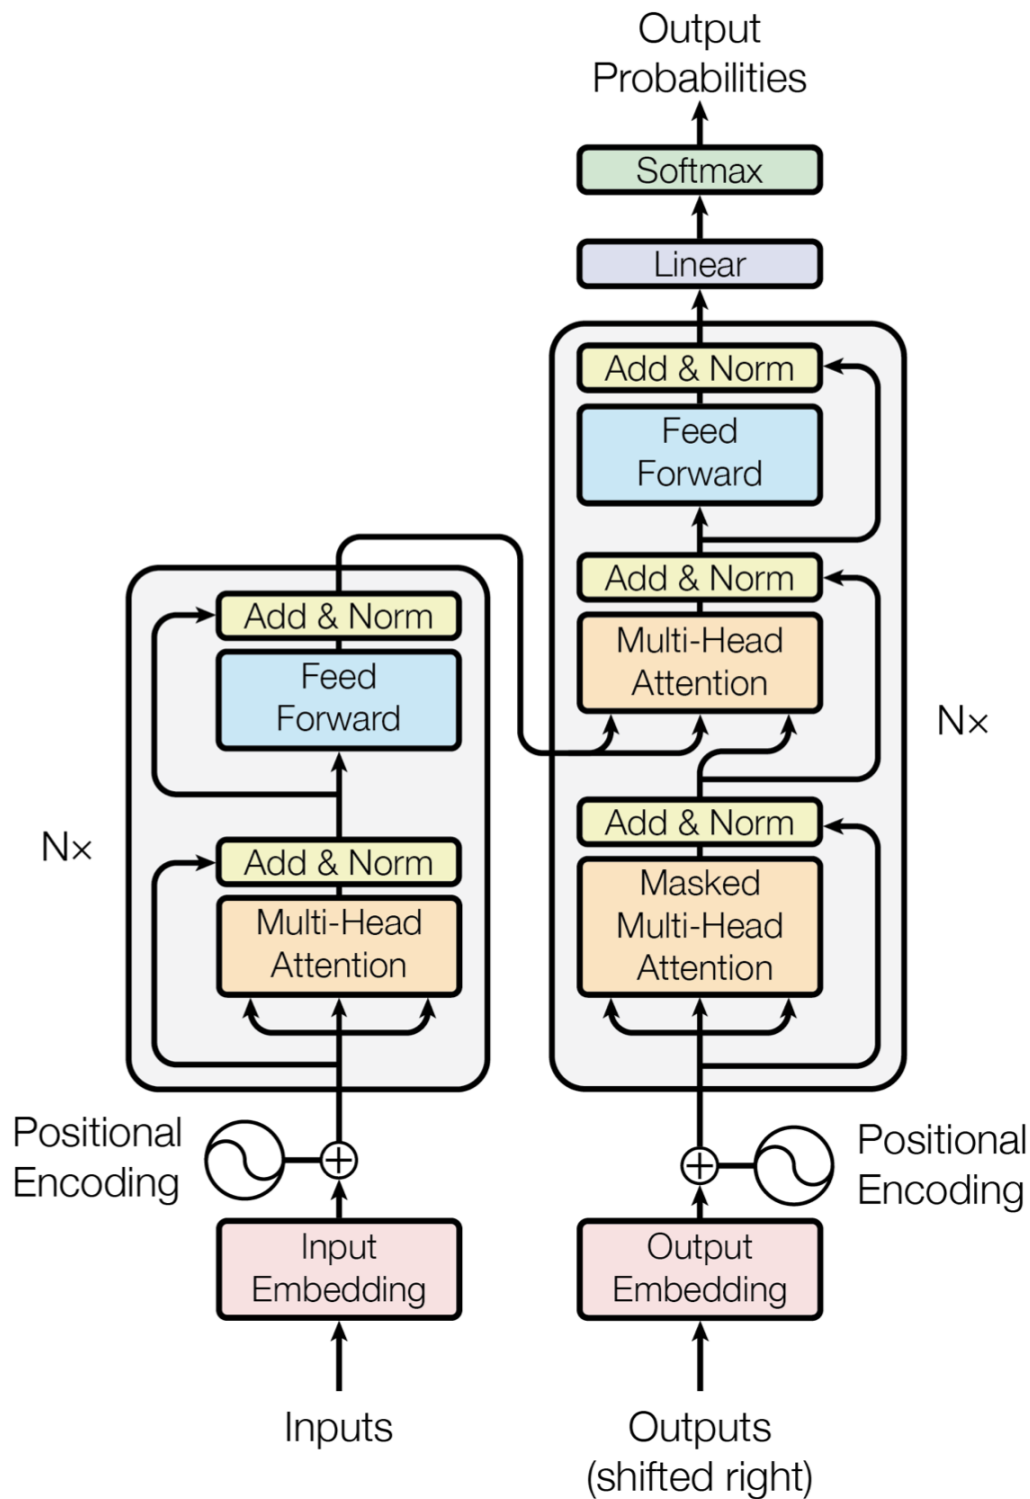 Output
Probabilities
Softmax
Linear
Add & Norm
Feed
Forward
Add & Norm
Multi-Head
Attention
Nx
Add & Norm
Masked
Multi-Head
Attention
Add & Norm
Feed
Forward
Nx
Add & Norm
Multi-Head
Attention
Positional
Encoding
Positional
Encoding
Input
Embedding
Output
Embedding
Inputs
Outputs
(shifted right)